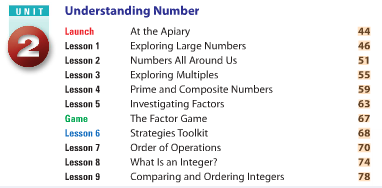 UNIT
2
Understanding Number
Launch At the Apiary 44
Lesson 1 Exploring Large Numbers 46
Lesson 2 Numbers All Around Us 51
Lesson 3 Exploring Multiples 55
Lesson 4 Prime and Composite Numbers 59
Lesson 5 Investigating Factors 63
Game The Factor Game 67
Lesson 6 Strategies Toolkit 68
Lesson 7 Order of Operations 70
Lesson 8 What Is an Integer? 74
Lesson 9 Comparing and Ordering Integers 78